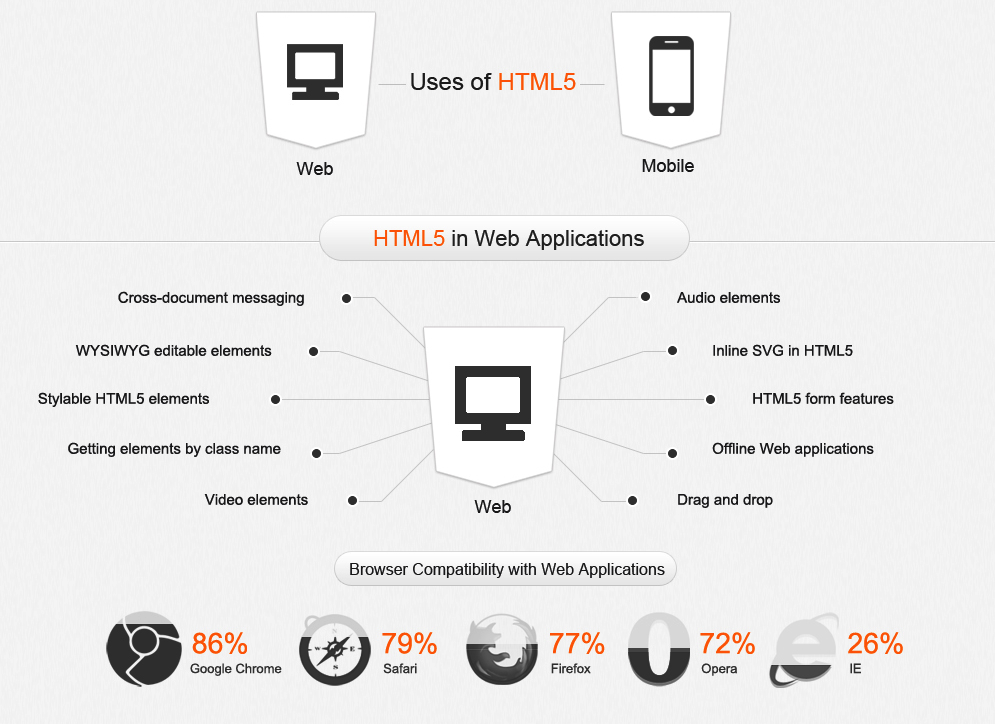 Uses of HTML5
Web
Mobile
HTML5 in Web Applications
Cross-document messaging
WYSIWYG editable elements
Stylable HTML5 elements
Getting elements by class name
Video elements
Audio elements
Inline SVG in HTML5
HTML5 form features
Offline Web applications
Drag and drop
Web
Browser Compatibility with Web Applications
86%
Google Chrome
N
W E
S
79%
Safari
77%
Firefox
72%
Opera
26%
IE